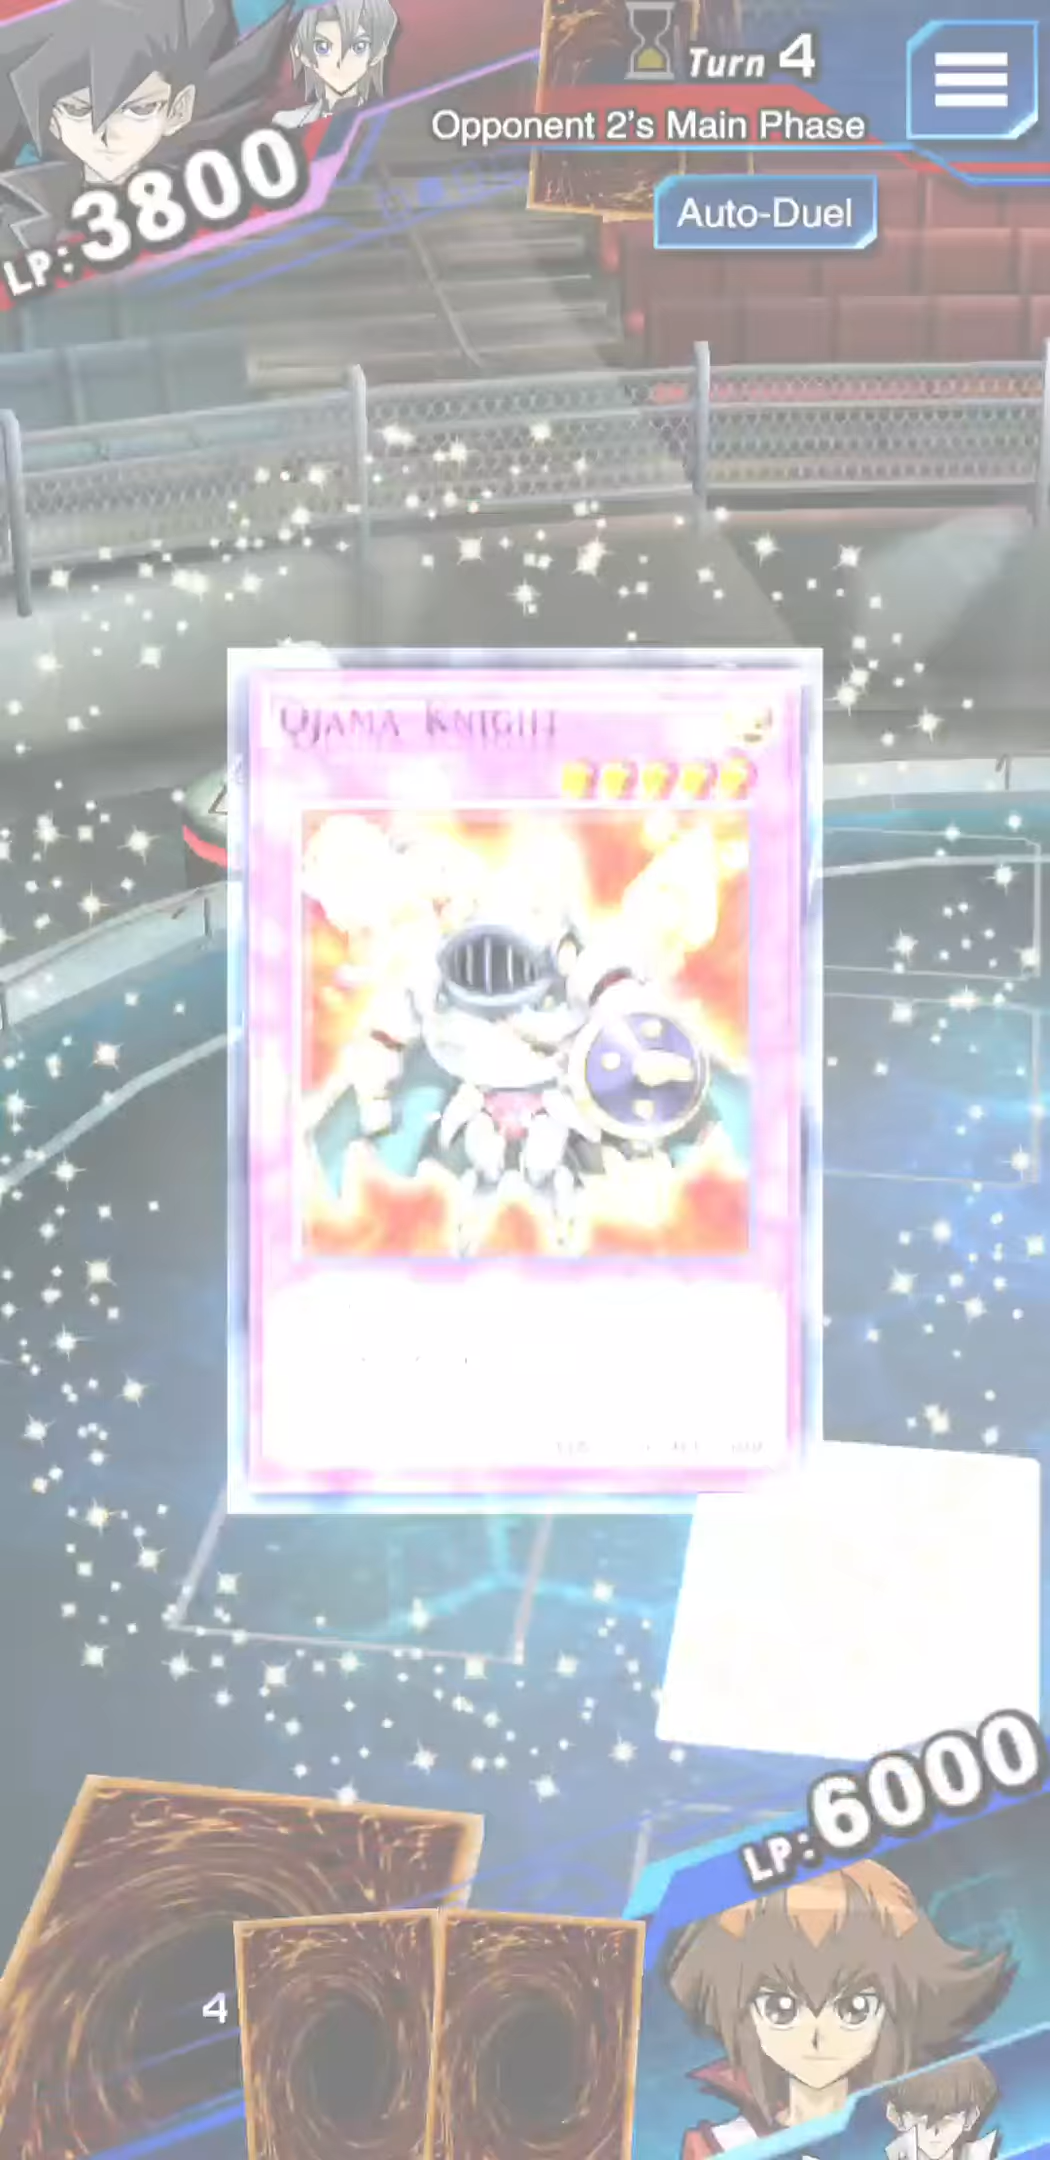 Turn 4
Opponent 2's Main Phase
Auto-Duel
LP:3800
OJAMA KNIGHT
LP:6000
4